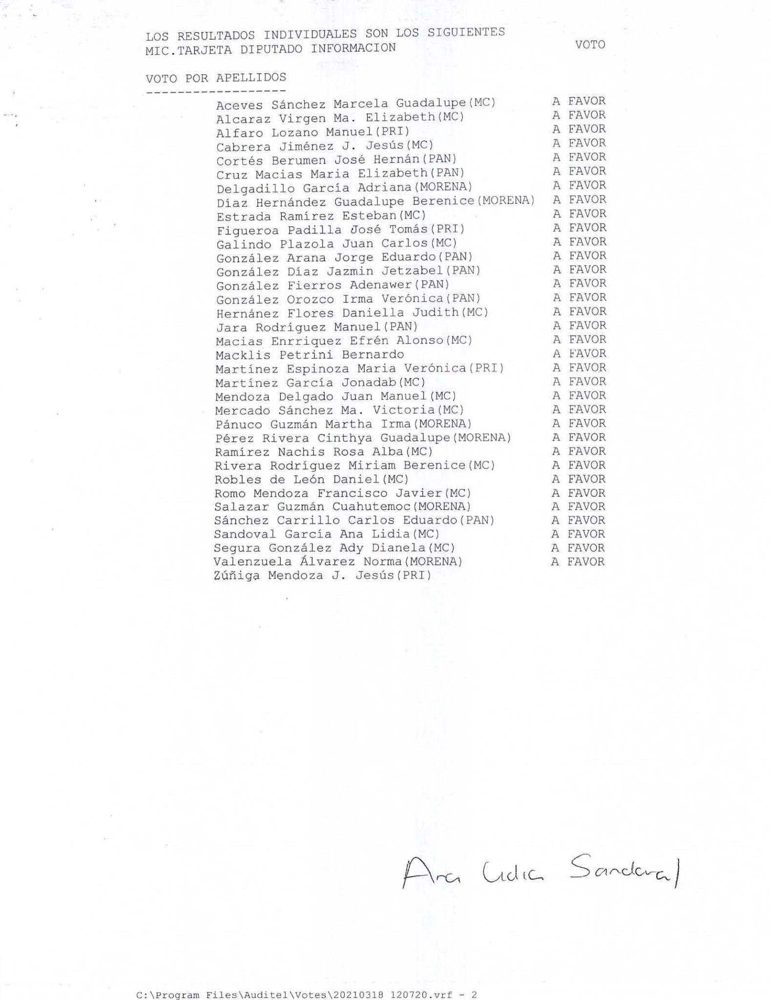 LOS RESULTADOS INDIVIDUALES SON LOS SIGUIENTES
MIC.TARJETA DIPUTADO INFORMACION VOTO
VOTO POR APELLIDOS
------------------
Aceves Sánchez Marcela Guadalupe(MC) A FAVOR
Alcaraz Virgen Ma. Elizabeth(MC) A FAVOR
Alfaro Lozano Manuel(PRI) A FAVOR
Cabrera Jiménez J. Jesús(MC) A FAVOR
Cortés Berumen José Hernán(PAN) A FAVOR
Cruz Macias Maria Elizabeth(PAN) A FAVOR
Delgadillo García Adriana(MORENA) A FAVOR
Díaz Hernández Guadalupe Berenice(MORENA) A FAVOR
Estrada Ramírez Esteban(MC) A FAVOR
Figueroa Padilla José Tomás(PRI) A FAVOR
Galindo Plazola Juan Carlos(MC) A FAVOR
González Arana Jorge Eduardo(PAN) A FAVOR
González Díaz Jazmin Jetzabel(PAN) A FAVOR
González Fierros Adenawer(PAN) A FAVOR
González Orozco Irma Verónica(PAN) A FAVOR
Hernánez Flores Daniella Judith(MC) A FAVOR
Jara Rodríguez Manuel(PAN) A FAVOR
Macias Enrriquez Efrén Alonso(MC) A FAVOR
Macklis Petrini Bernardo A FAVOR
Martínez Espinoza Maria Verónica(PRI) A FAVOR
Martínez García Jonadab(MC) A FAVOR
Mendoza Delgado Juan Manuel(MC) A FAVOR
Mercado Sánchez Ma. Victoria(MC) A FAVOR
Pánuco Guzmán Martha Irma(MORENA) A FAVOR
Pérez Rivera Cinthya Guadalupe(MORENA) A FAVOR
Ramírez Nachis Rosa Alba(MC) A FAVOR
Rivera Rodríguez Miriam Berenice(MC) A FAVOR
Robles de León Daniel(MC) A FAVOR
Romo Mendoza Francisco Javier(MC) A FAVOR
Salazar Guzmán Cuahutemoc(MORENA) A FAVOR
Sánchez Carrillo Carlos Eduardo(PAN) A FAVOR
Sandoval García Ana Lidia(MC) A FAVOR
Segura González Ady Dianela(MC) A FAVOR
Valenzuela Álvarez Norma(MORENA) A FAVOR
Zúñiga Mendoza J. Jesús(PRI)
Ana Lidia Sandoval
C:\Program Files\Auditel\Votes\20210318 120720.vrf - 2